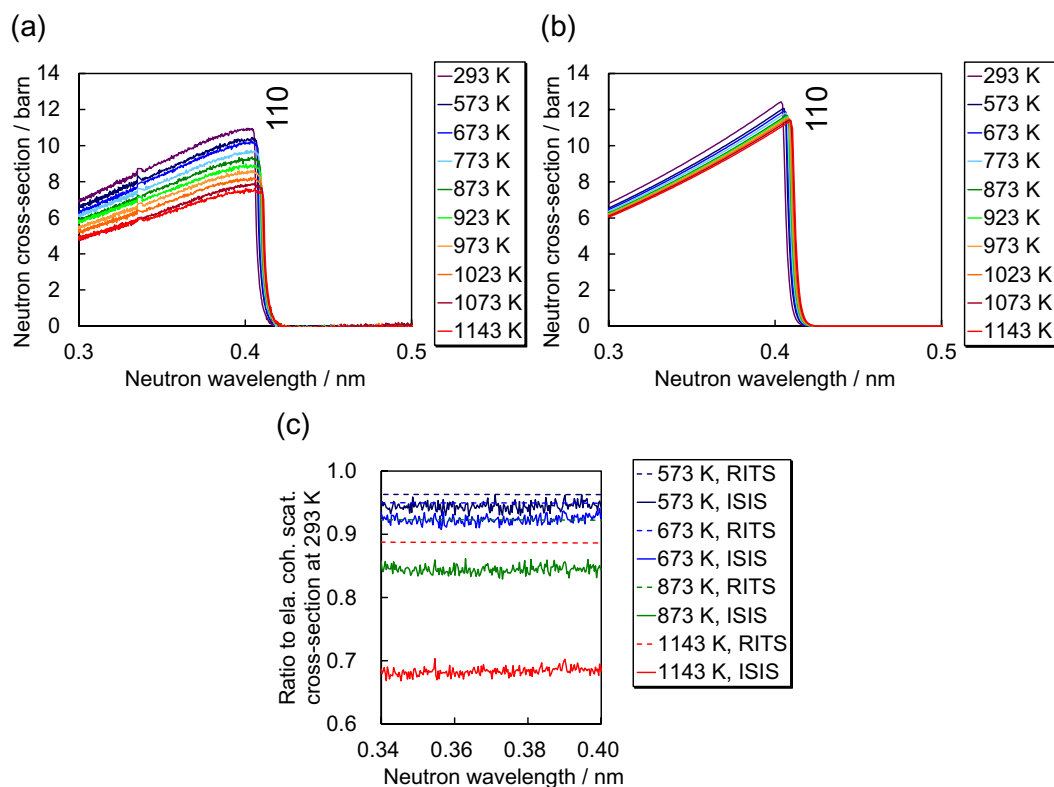 (a)
Neutron cross-section / barn
14
12
10
8
6
4
2
0
0.3
0.4
0.5
Neutron wavelength / nm
110
293 K
573 K
673 K
773 K
873 K
923 K
973 K
1023 K
1073 K
1143 K
(b)
Neutron cross-section / barn
14
12
10
8
6
4
2
0
0.3
0.4
0.5
Neutron wavelength / nm
110
293 K
573 K
673 K
773 K
873 K
923 K
973 K
1023 K
1073 K
1143 K
(c)
Ratio to ela. coh. scat.
cross-section at 293 K
1.0
0.9
0.8
0.7
0.6
0.34
0.36
0.38
0.40
Neutron wavelength / nm
573 K, RITS
573 K, ISIS
673 K, RITS
673 K, ISIS
873 K, RITS
873 K, ISIS
1143 K, RITS
1143 K, ISIS